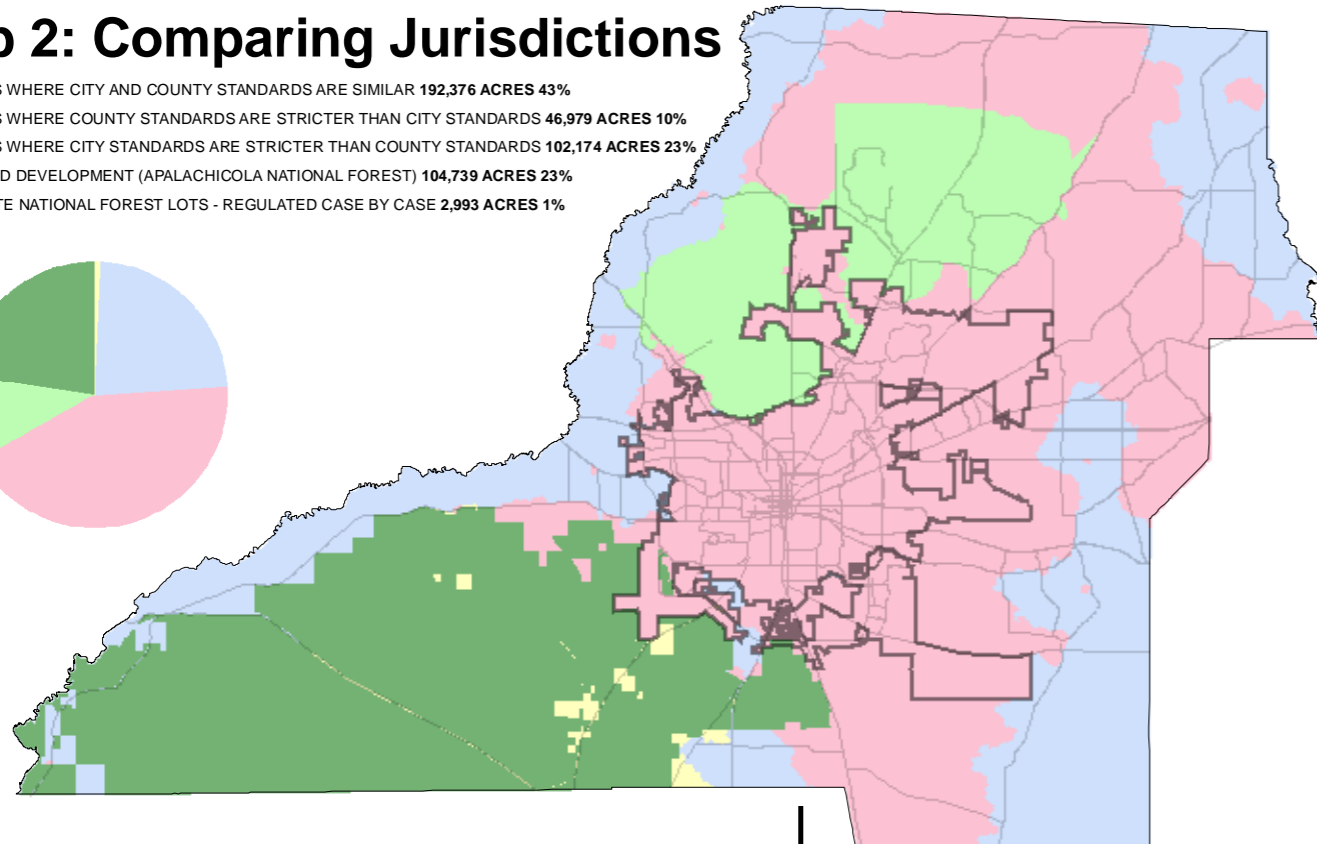 2: Comparing Jurisdictions
WHERE CITY AND COUNTY STANDARDS ARE SIMILAR 192,376 ACRES 43%
WHERE COUNTY STANDARDS ARE STRICTER THAN CITY STANDARDS 46,979 ACRES 10%
WHERE CITY STANDARDS ARE STRICTER THAN COUNTY STANDARDS 102,174 ACRES 23%
DEVELOPMENT (APALACHICOLA NATIONAL FOREST) 104,739 ACRES 23%
NATIONAL FOREST LOTS - REGULATED CASE BY CASE 2,993 ACRES 1%